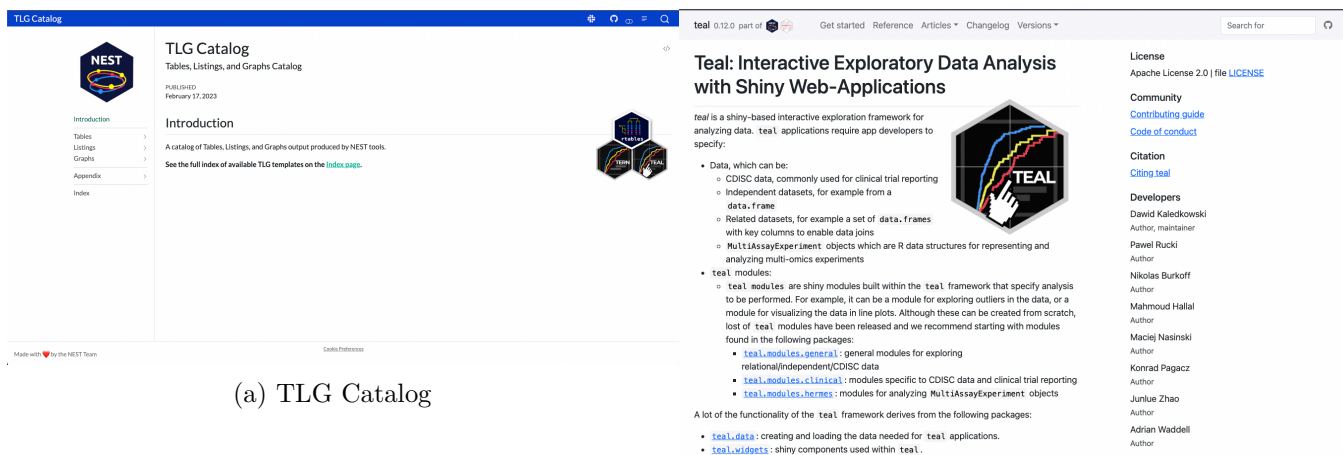 TLG Catalog
NEST
Introduction
Tables
Listings
Graphs
Appendix
Index
TLG Catalog
Tables, Listings, and Graphs Catalog
PUBLISHED
February 17, 2023
Introduction
A catalog of Tables, Listings, and Graphs output produced by NEST tools.
See the full index of available TLG templates on the Index page.
rtables
TERN
TEAL
Made with ❤ by the NEST Team
Cookie Preferences
(a) TLG Catalog
teal 0.12.0 part of
Get started Reference Articles Changelog Versions
Search for
Teal: Interactive Exploratory Data Analysis
with Shiny Web-Applications
teal is a shiny-based interactive exploration framework for
analyzing data. teal applications require app developers to
specify:
• Data, which can be:
◦ CDISC data, commonly used for clinical trial reporting
◦ Independent datasets, for example from a
data.frame
◦ Related datasets, for example a set of data.frames
with key columns to enable data joins
◦ MultiAssayExperiment objects which are R data structures for representing and
analyzing multi-omics experiments
• teal modules:
◦ teal modules are shiny modules built within the teal framework that specify analysis
to be performed. For example, it can be a module for exploring outliers in the data, or a
module for visualizing the data in line plots. Although these can be created from scratch,
lost of teal modules have been released and we recommend starting with modules
found in the following packages:
▪ teal.modules.general : general modules for exploring
relational/independent/CDISC data
▪ teal.modules.clinical : modules specific to CDISC data and clinical trial reporting
▪ teal.modules.hermes : modules for analyzing MultiAssayExperiment objects
A lot of the functionality of the teal framework derives from the following packages:
• teal.data : creating and loading the data needed for teal applications.
• teal.widgets : shiny components used within teal.
TEAL
License
Apache License 2.0 | file LICENSE
Community
Contributing guide
Code of conduct
Citation
Citing teal
Developers
Dawid Kaledkowski
Author, maintainer
Pawel Rucki
Author
Nikolas Burkoff
Author
Mahmoud Hallal
Author
Maciej Nasinski
Author
Konrad Pagacz
Author
Junlue Zhao
Author
Adrian Waddell
Author